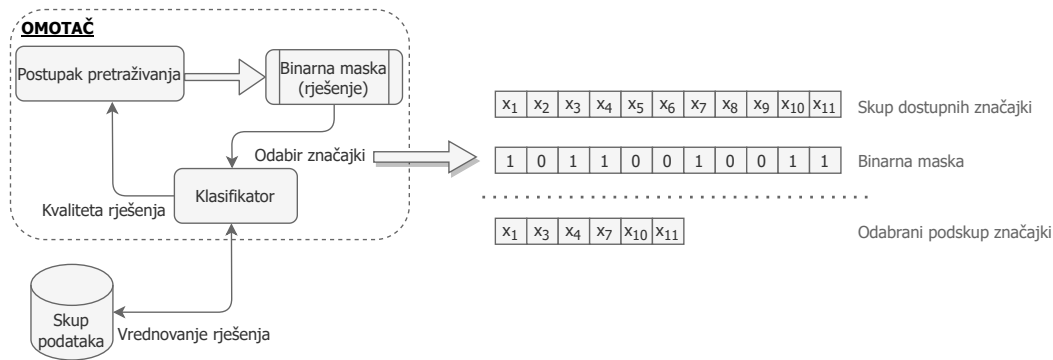 OMOTAČ
Postupak pretraživanja
Binarna maska
(rješenje)
Odabir značajki
Klasifikator
Kvaliteta rješenja
Skup
podataka
Vrednovanje rješenja
x1 x2 x3 x4 x5 x6 x7 x8 x9 x10 x11
Skup dostupnih značajki
1 0 1 1 0 0 1 0 0 1 1
Binarna maska
x1 x3 x4 x7 x10 x11
Odabrani podskup značajki